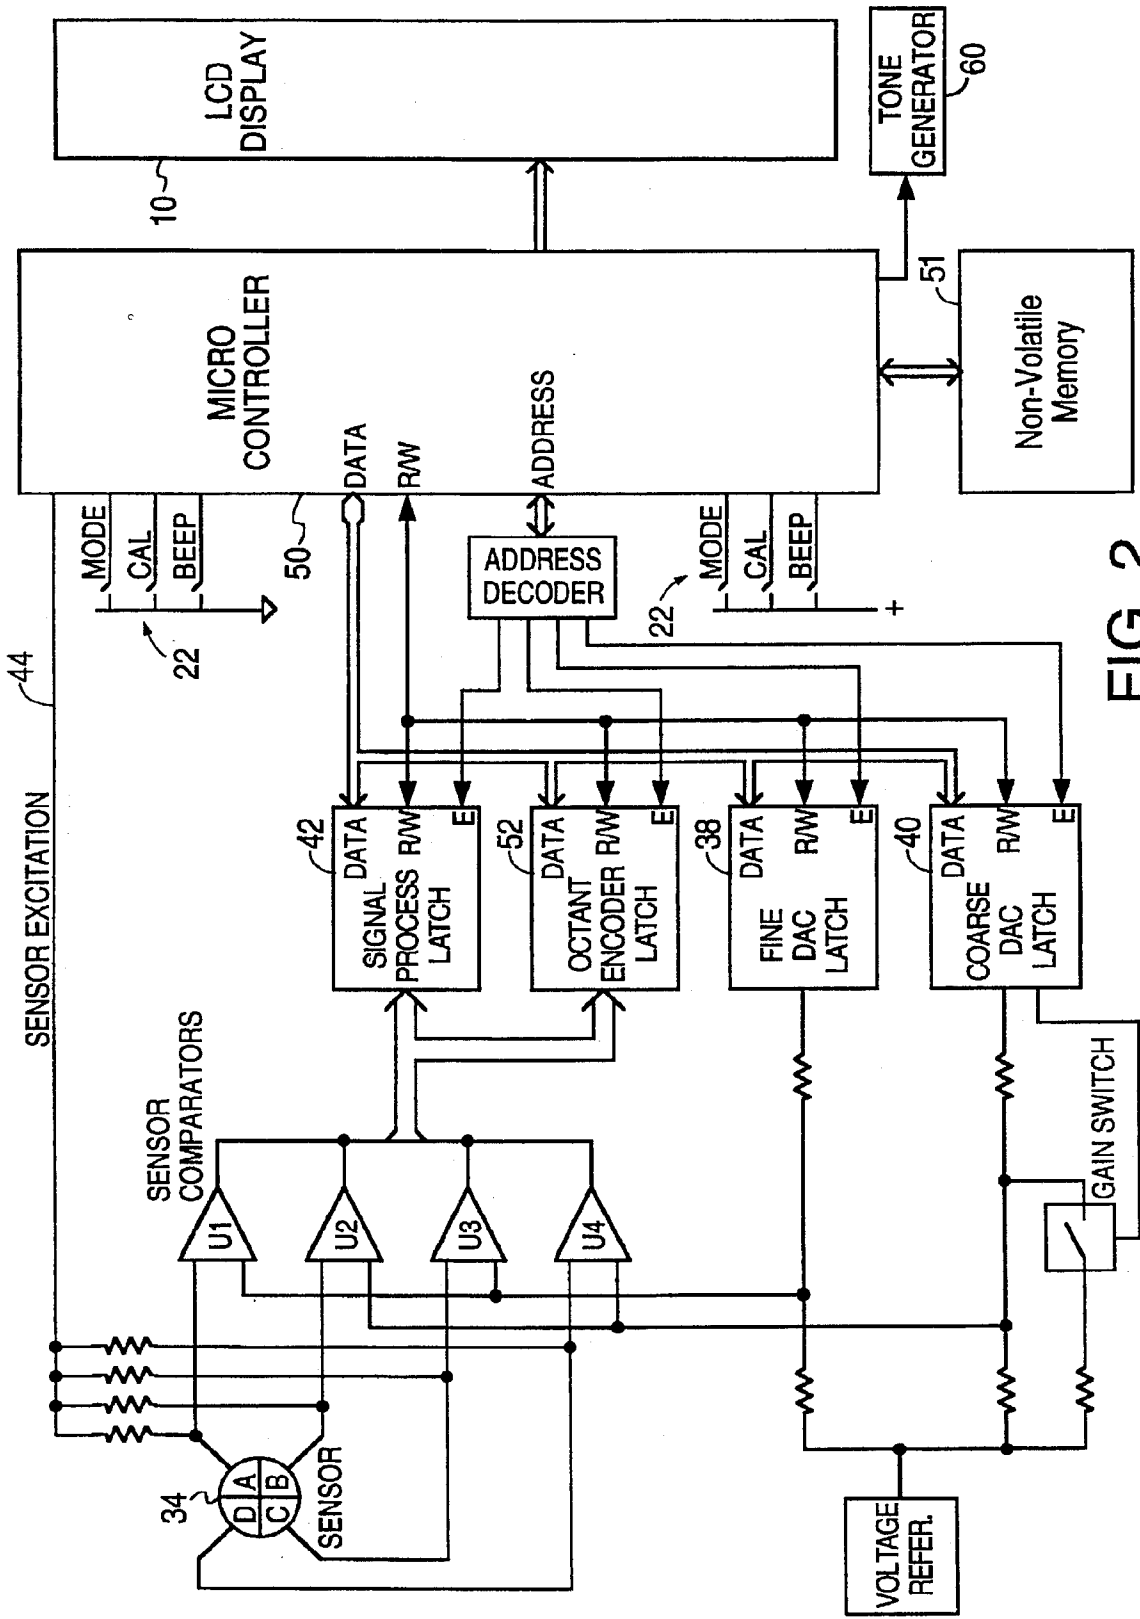 SENSOR EXCITATION
44
34
D A
C B
SENSOR
SENSOR
COMPARATORS
U1
U2
U3
U4
42
DATA
SIGNAL
PROCESS R/W
LATCH
E
52
DATA
OCTANT
ENCODER R/W
LATCH
E
38
DATA
FINE
DAC
LATCH
R/W
E
40
DATA
COARSE
DAC
LATCH
R/W
E
GAIN SWITCH
VOLTAGE
REFER.
22
MODE
CAL
BEEP
50
ADDRESS
DECODER
22
MODE
CAL
BEEP
+
DATA
R/W
ADDRESS
MICRO
CONTROLLER
10
LCD
DISPLAY
TONE
GENERATOR
60
51
Non-Volatile
Memory
FIG. 2